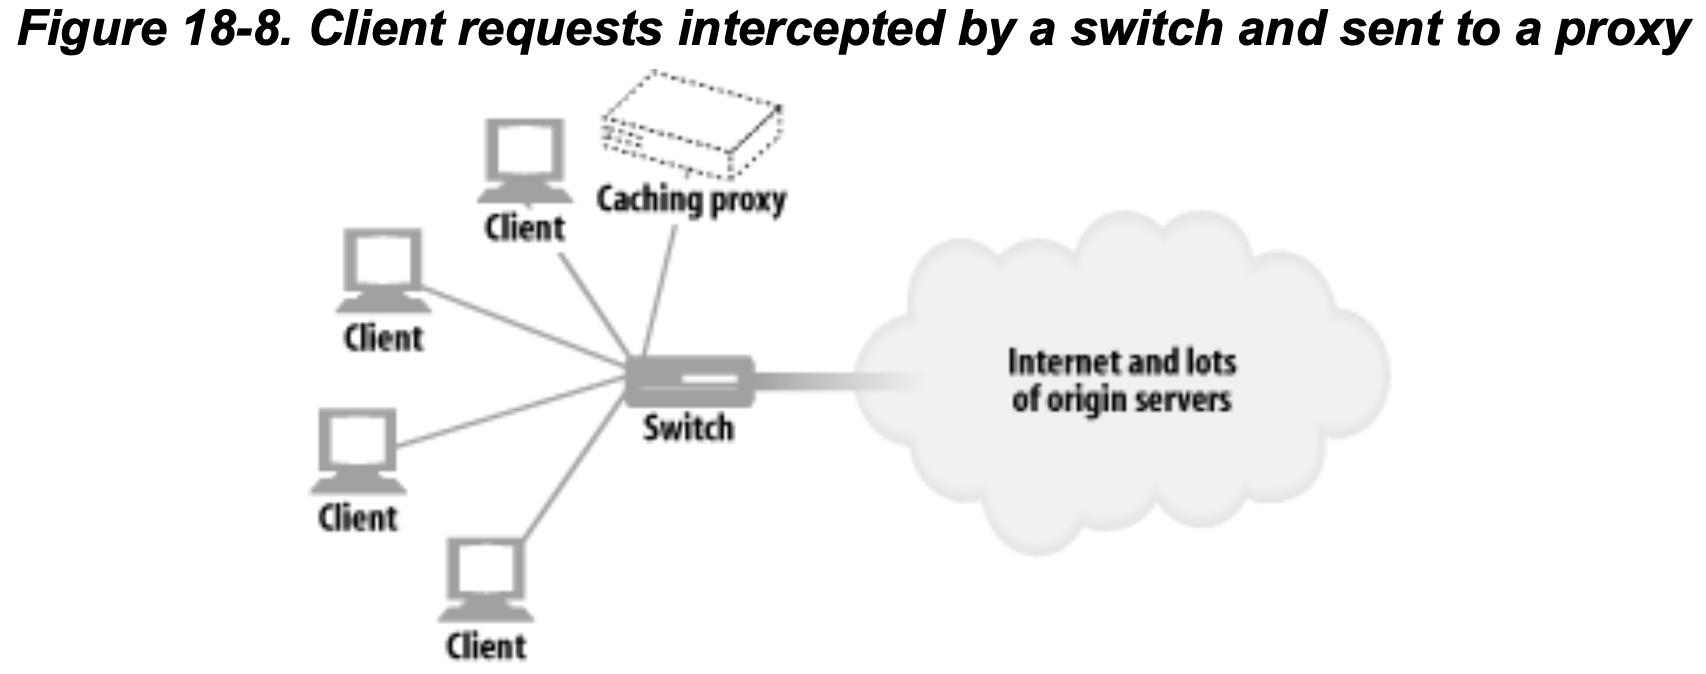 Figure 18-8. Client requests intercepted by a switch and sent to a proxy
Client
Caching proxy
Client
Internet and lots
of origin servers
Switch
Client
Client